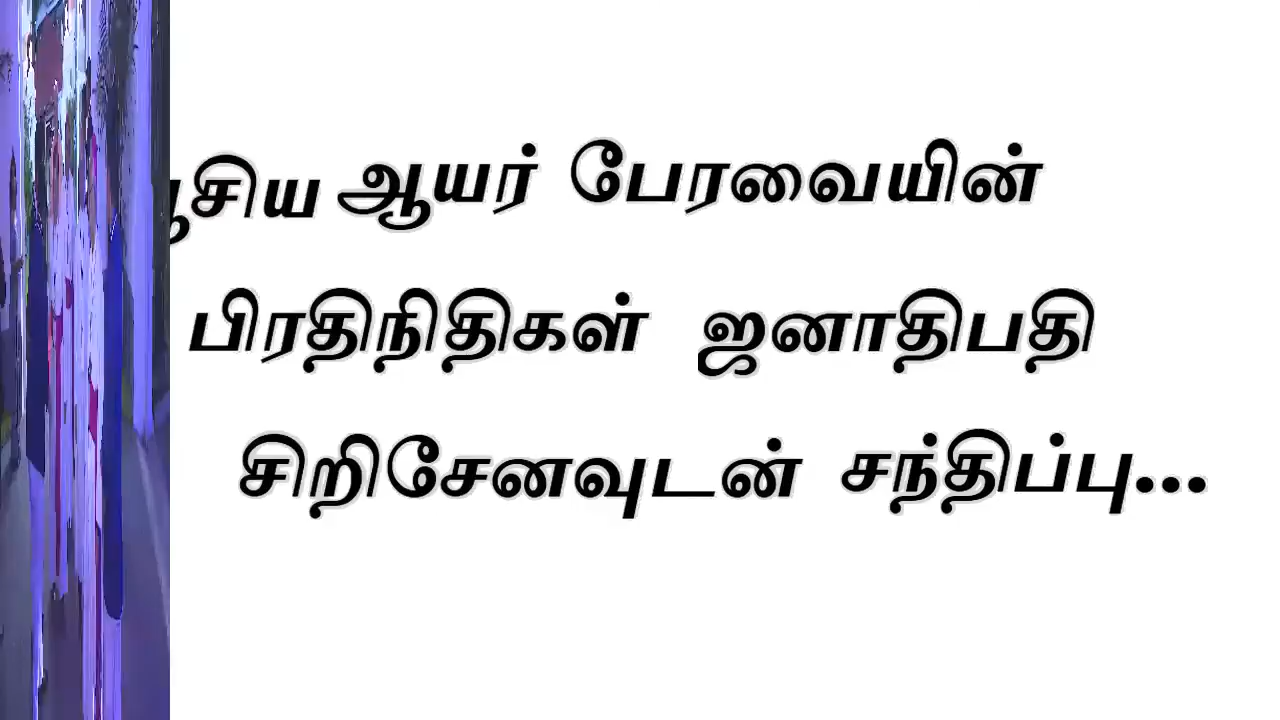 ஆயர் பேரவையின்
பிரதிநிதிகள் ஜனாதிபதி
சிறிசேனவுடன் சந்திப்பு...